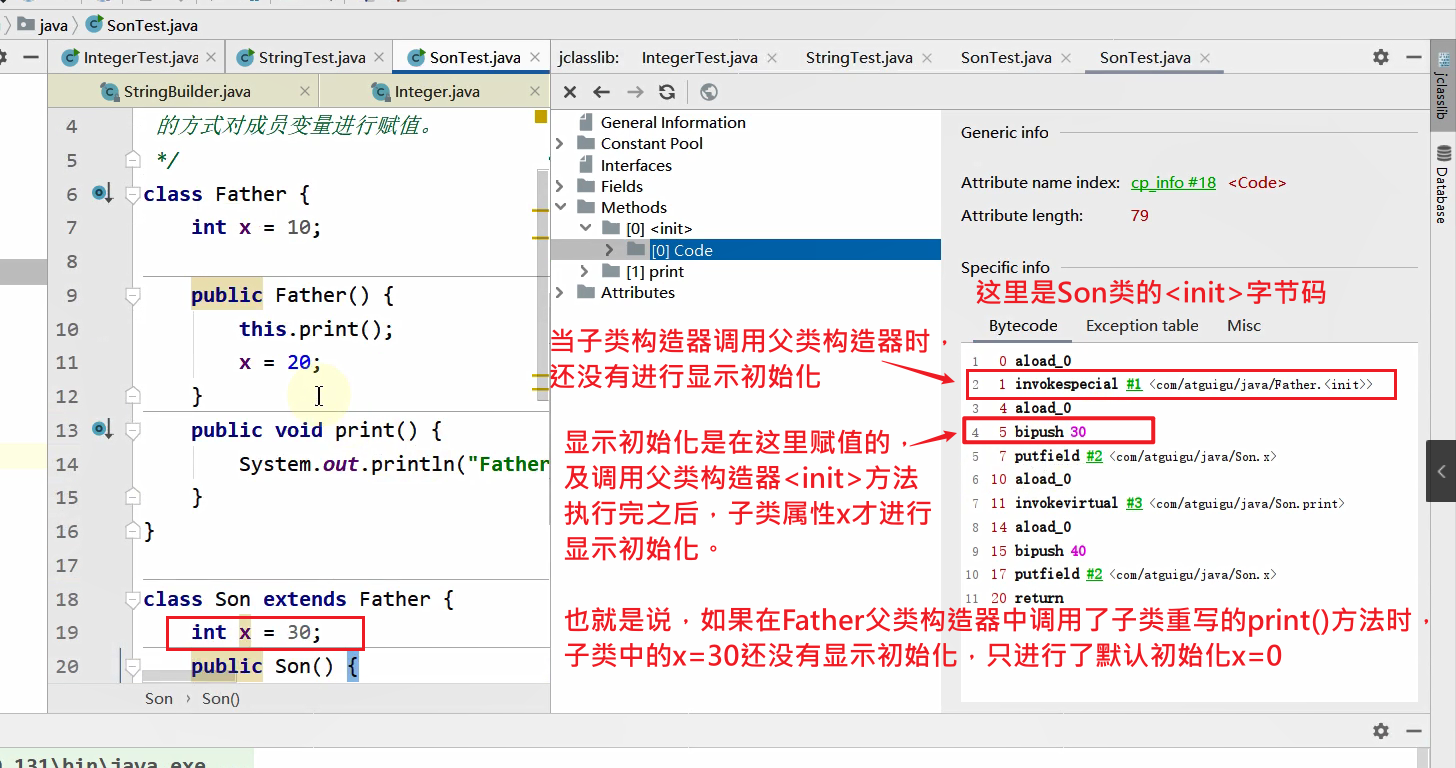 java
SonTest.java
IntegerTest.java
StringTest.java
SonTest.java
StringBuilder.java
Integer.java
4 的方式对成员变量进行赋值。
5 */
6 class Father {
7 int x = 10;
8
9 public Father() {
10 this.print();
11 x = 20;
12 }
13 public void print() {
14 System.out.println("Father
15 }
16 }
17
18 class Son extends Father {
19 int x = 30;
20 public Son() {
Son › Son()
jclasslib: IntegerTest.java StringTest.java SonTest.java SonTest.java
General Information
Constant Pool
Interfaces
Fields
Methods
[0] <init>
[0] Code
[1] print
Attributes
当子类构造器调用父类构造器时，
还没有进行显示初始化
显示初始化是在这里赋值的，
及调用父类构造器<init>方法
执行完之后，子类属性x才进行
显示初始化。
Generic info
Attribute name index: cp_info #18 <Code>
Attribute length: 79
Specific info
这里是Son类的<init>字节码
Bytecode Exception table Misc
1 0 aload_0
2 1 invokespecial #1 <com/atguigu/java/Father.<init>>
3 4 aload_0
4 5 bipush 30
5 7 putfield #2 <com/atguigu/java/Son.x>
6 10 aload_0
7 11 invokevirtual #3 <com/atguigu/java/Son.print>
8 14 aload_0
9 15 bipush 40
10 17 putfield #2 <com/atguigu/java/Son.x>
11 20 return
也就是说，如果在Father父类构造器中调用了子类重写的print()方法时，
子类中的x=30还没有显示初始化，只进行了默认初始化x=0
jclasslib
Database
131\bin\java.exe